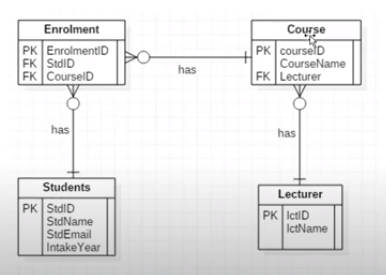 Enrolment
PK EnrolmentID
FK StdID
FK CourseID
has
Course
PK courseID
CourseName
FK Lecturer
has
has
Students
PK StdID
StdName
StdEmail
IntakeYear
Lecturer
PK lctID
lctName